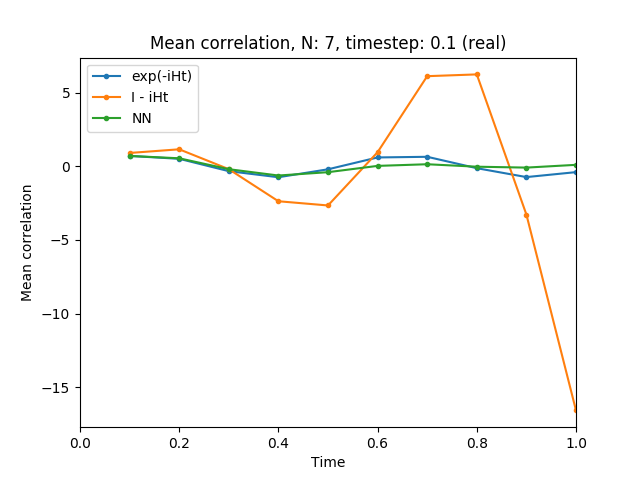 Mean correlation, N: 7, timestep: 0.1 (real)
exp(-iHt)
I - iHt
NN
5
0
−5
−10
−15
Mean correlation
0.0 0.2 0.4 0.6 0.8 1.0
Time